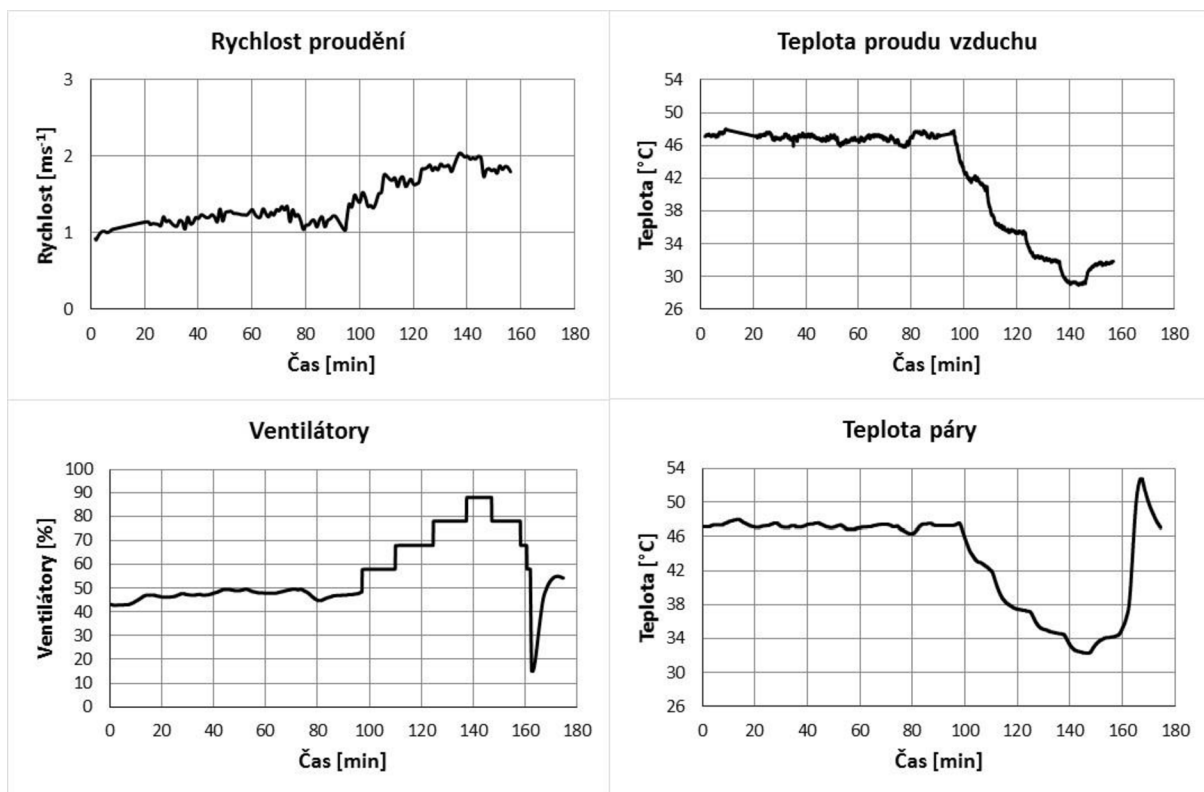 Rychlost proudění
Rychlost [ms⁻¹]
3
2
1
0
0 20 40 60 80 100 120 140 160 180
Čas [min]
Teplota proudu vzduchu
Teplota [°C]
54
50
46
42
38
34
30
26
0 20 40 60 80 100 120 140 160 180
Čas [min]
Ventilátory
Ventilátory [%]
100
90
80
70
60
50
40
30
20
10
0
0 20 40 60 80 100 120 140 160 180
Čas [min]
Teplota páry
Teplota [°C]
54
50
46
42
38
34
30
26
0 20 40 60 80 100 120 140 160 180
Čas [min]